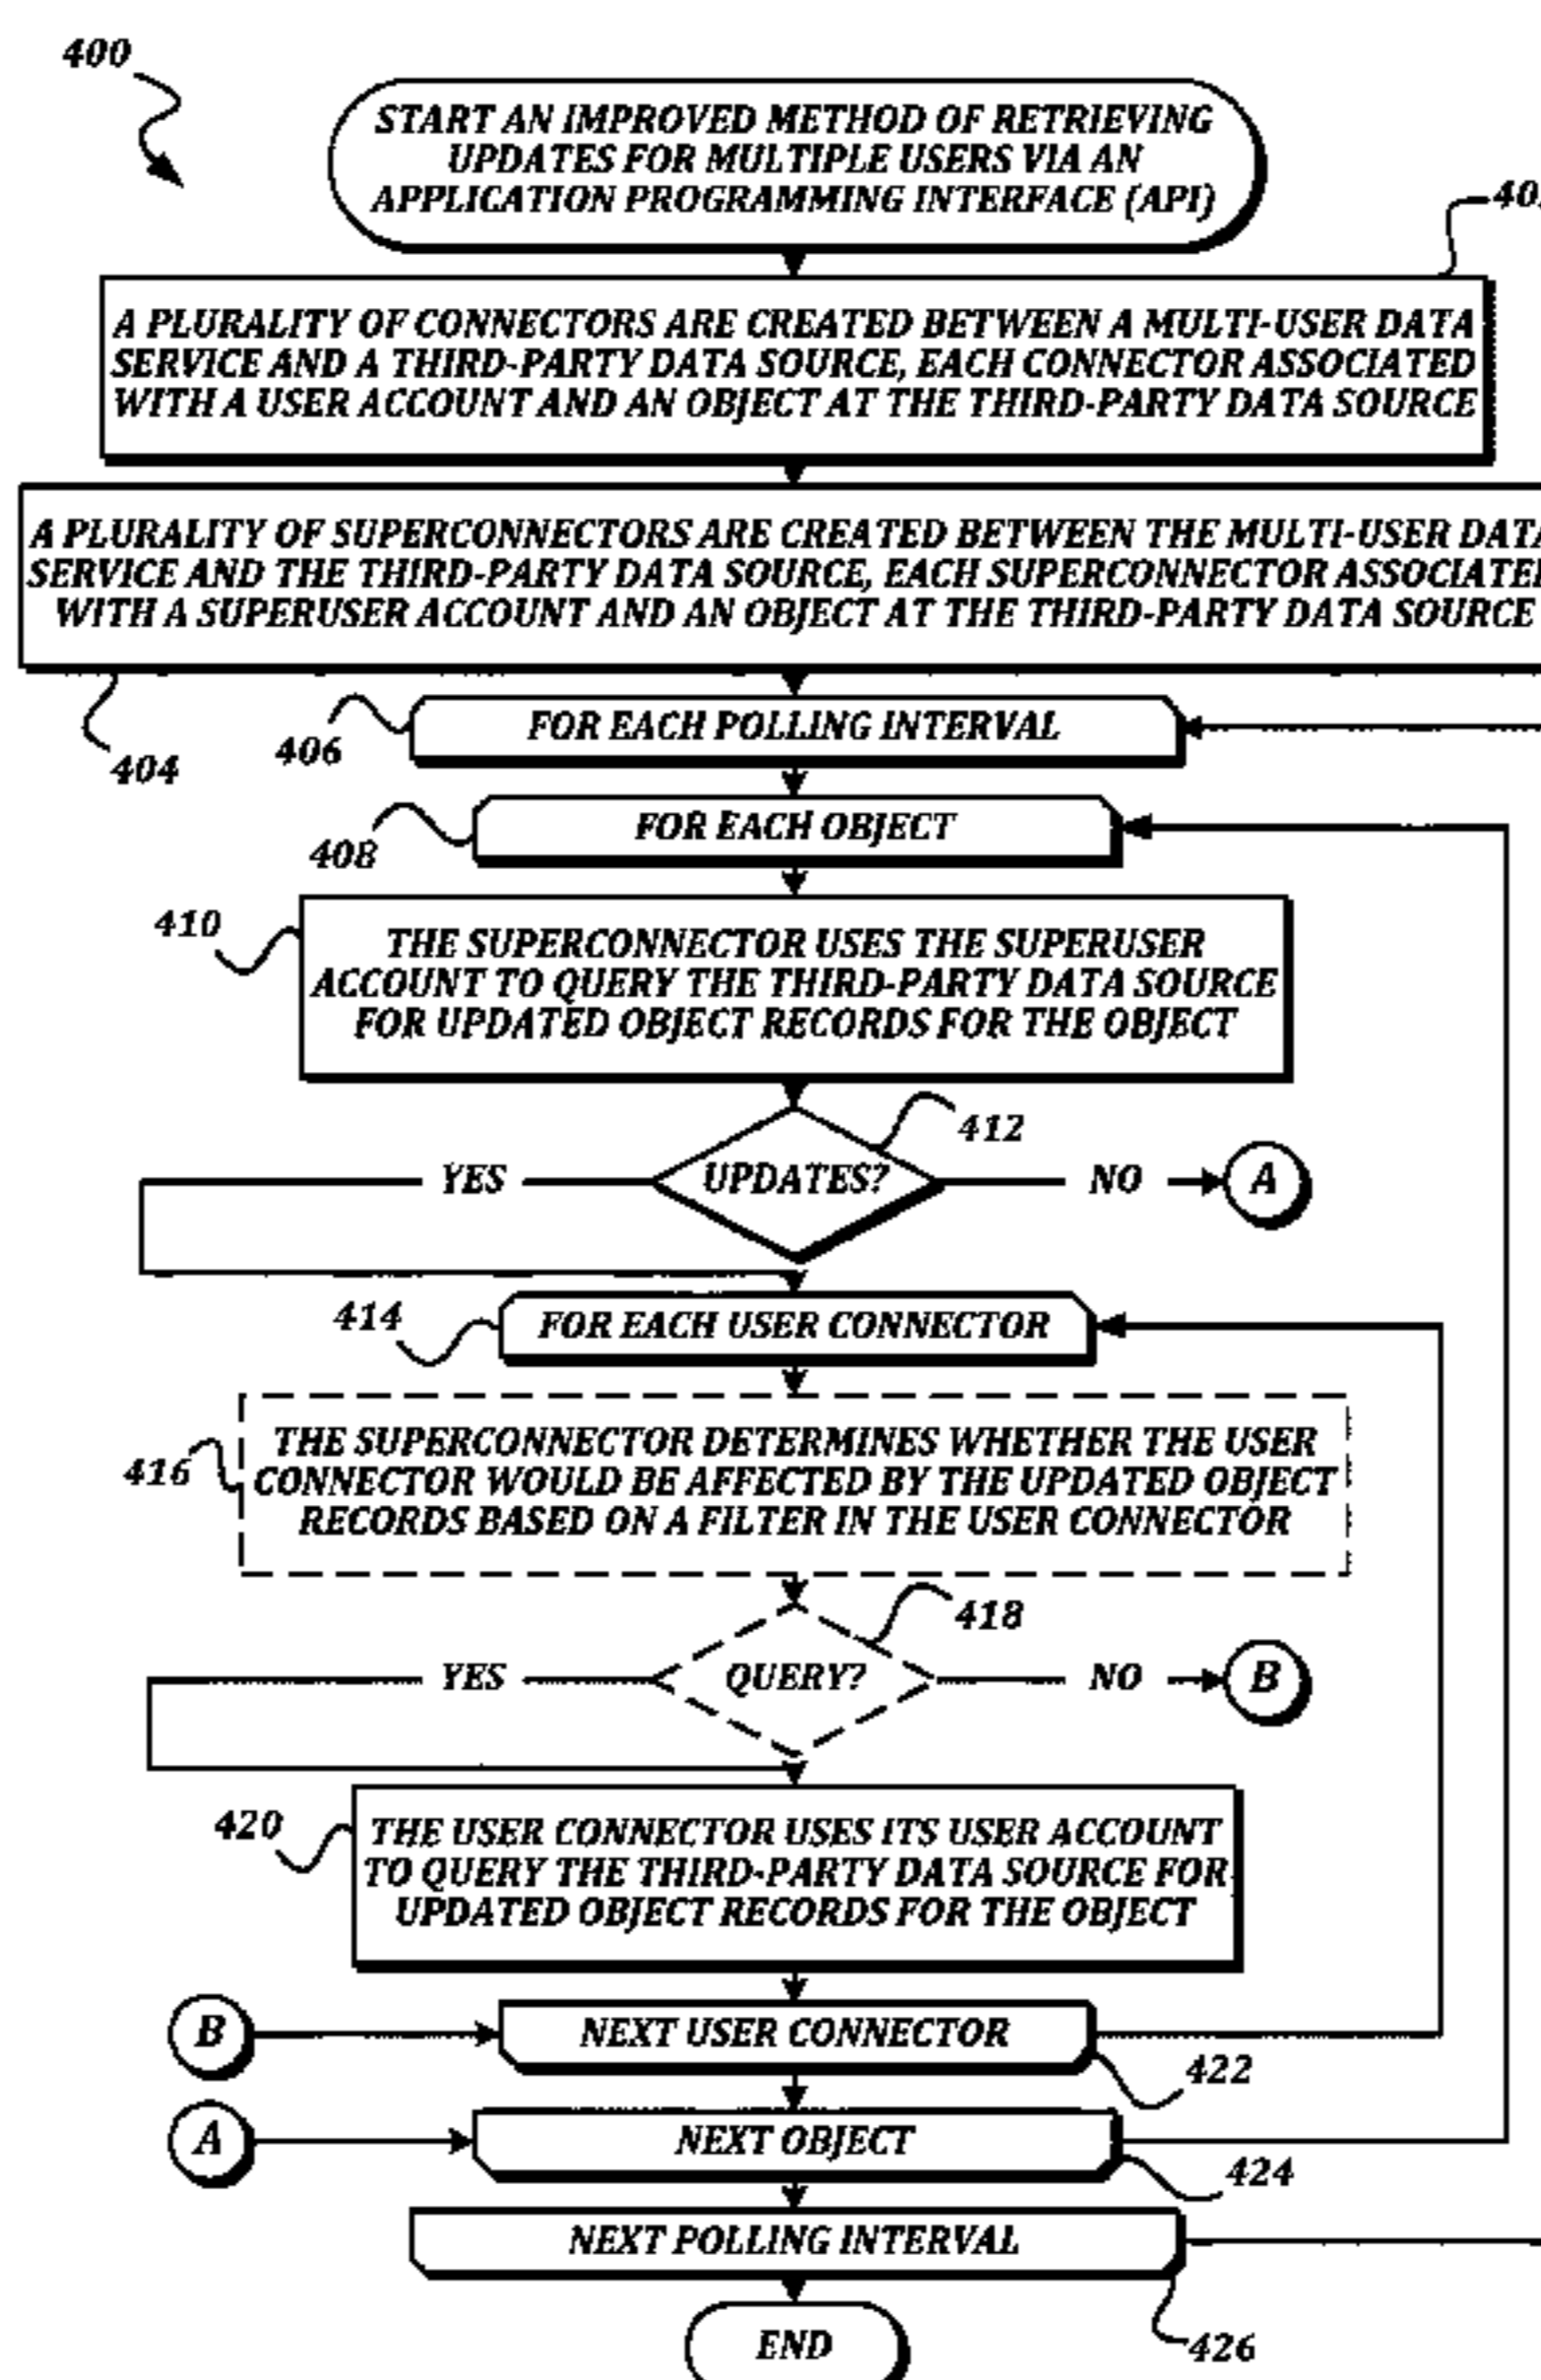 400
START AN IMPROVED METHOD OF RETRIEVING
UPDATES FOR MULTIPLE USERS VIA AN
APPLICATION PROGRAMMING INTERFACE (API)
A PLURALITY OF CONNECTORS ARE CREATED BETWEEN A MULTI-USER DATA
SERVICE AND A THIRD-PARTY DATA SOURCE, EACH CONNECTOR ASSOCIATED
WITH A USER ACCOUNT AND AN OBJECT AT THE THIRD-PARTY DATA SOURCE
A PLURALITY OF SUPERCONNECTORS ARE CREATED BETWEEN THE MULTI-USER DATA
SERVICE AND THE THIRD-PARTY DATA SOURCE, EACH SUPERCONNECTOR ASSOCIATED
WITH A SUPERUSER ACCOUNT AND AN OBJECT AT THE THIRD-PARTY DATA SOURCE
404
406
FOR EACH POLLING INTERVAL
408
FOR EACH OBJECT
410
THE SUPERCONNECTOR USES THE SUPERUSER
ACCOUNT TO QUERY THE THIRD-PARTY DATA SOURCE
FOR UPDATED OBJECT RECORDS FOR THE OBJECT
412
YES
UPDATES?
NO
A
414
FOR EACH USER CONNECTOR
416
THE SUPERCONNECTOR DETERMINES WHETHER THE USER
CONNECTOR WOULD BE AFFECTED BY THE UPDATED OBJECT
RECORDS BASED ON A FILTER IN THE USER CONNECTOR
418
YES
QUERY?
NO
B
420
THE USER CONNECTOR USES ITS USER ACCOUNT
TO QUERY THE THIRD-PARTY DATA SOURCE FOR
UPDATED OBJECT RECORDS FOR THE OBJECT
B
NEXT USER CONNECTOR
422
A
NEXT OBJECT
424
NEXT POLLING INTERVAL
426
END